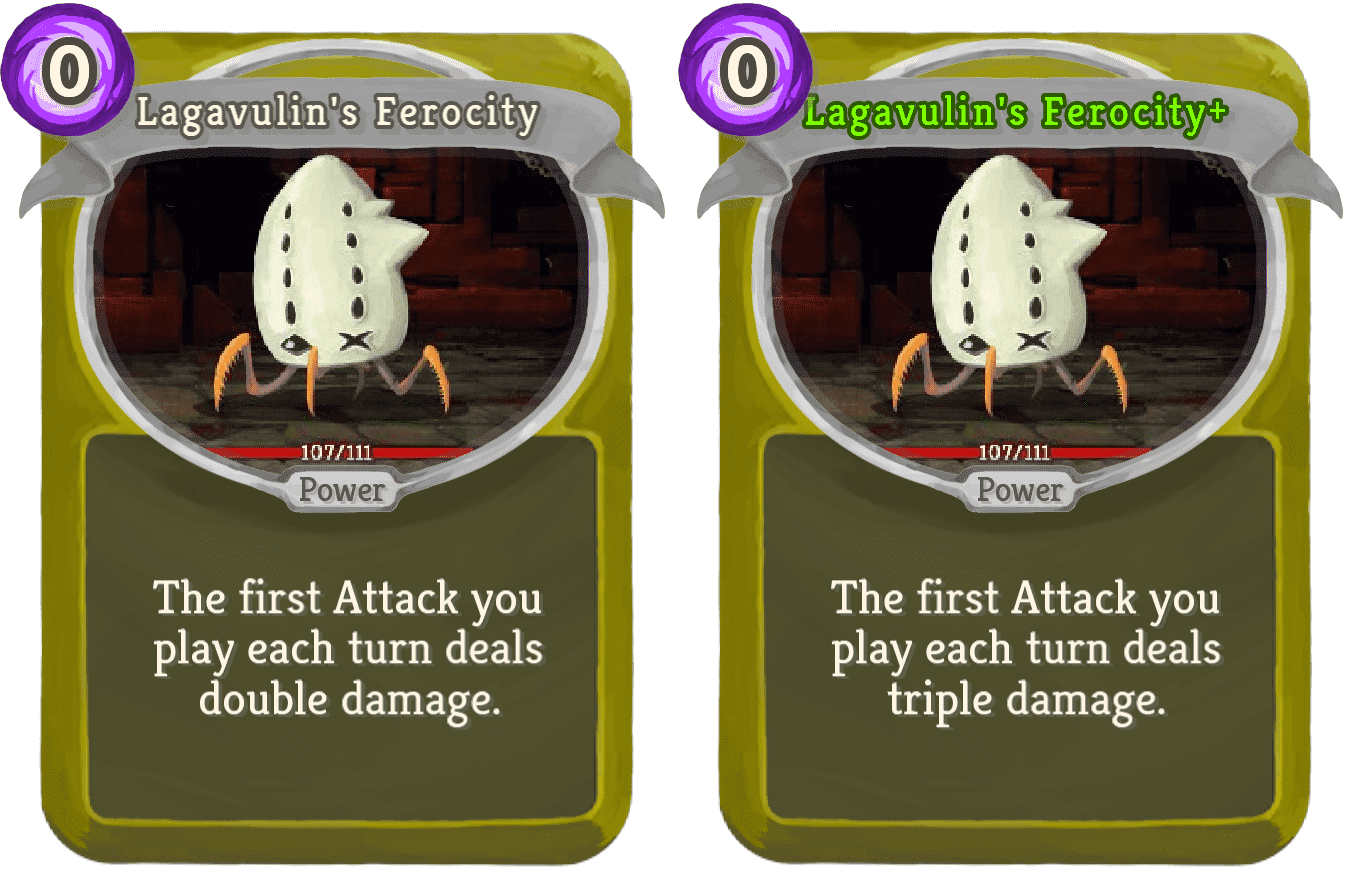 0
Lagavulin's Ferocity
107/111
Power
The first Attack you
play each turn deals
double damage.
0
Lagavulin's Ferocity+
107/111
Power
The first Attack you
play each turn deals
triple damage.